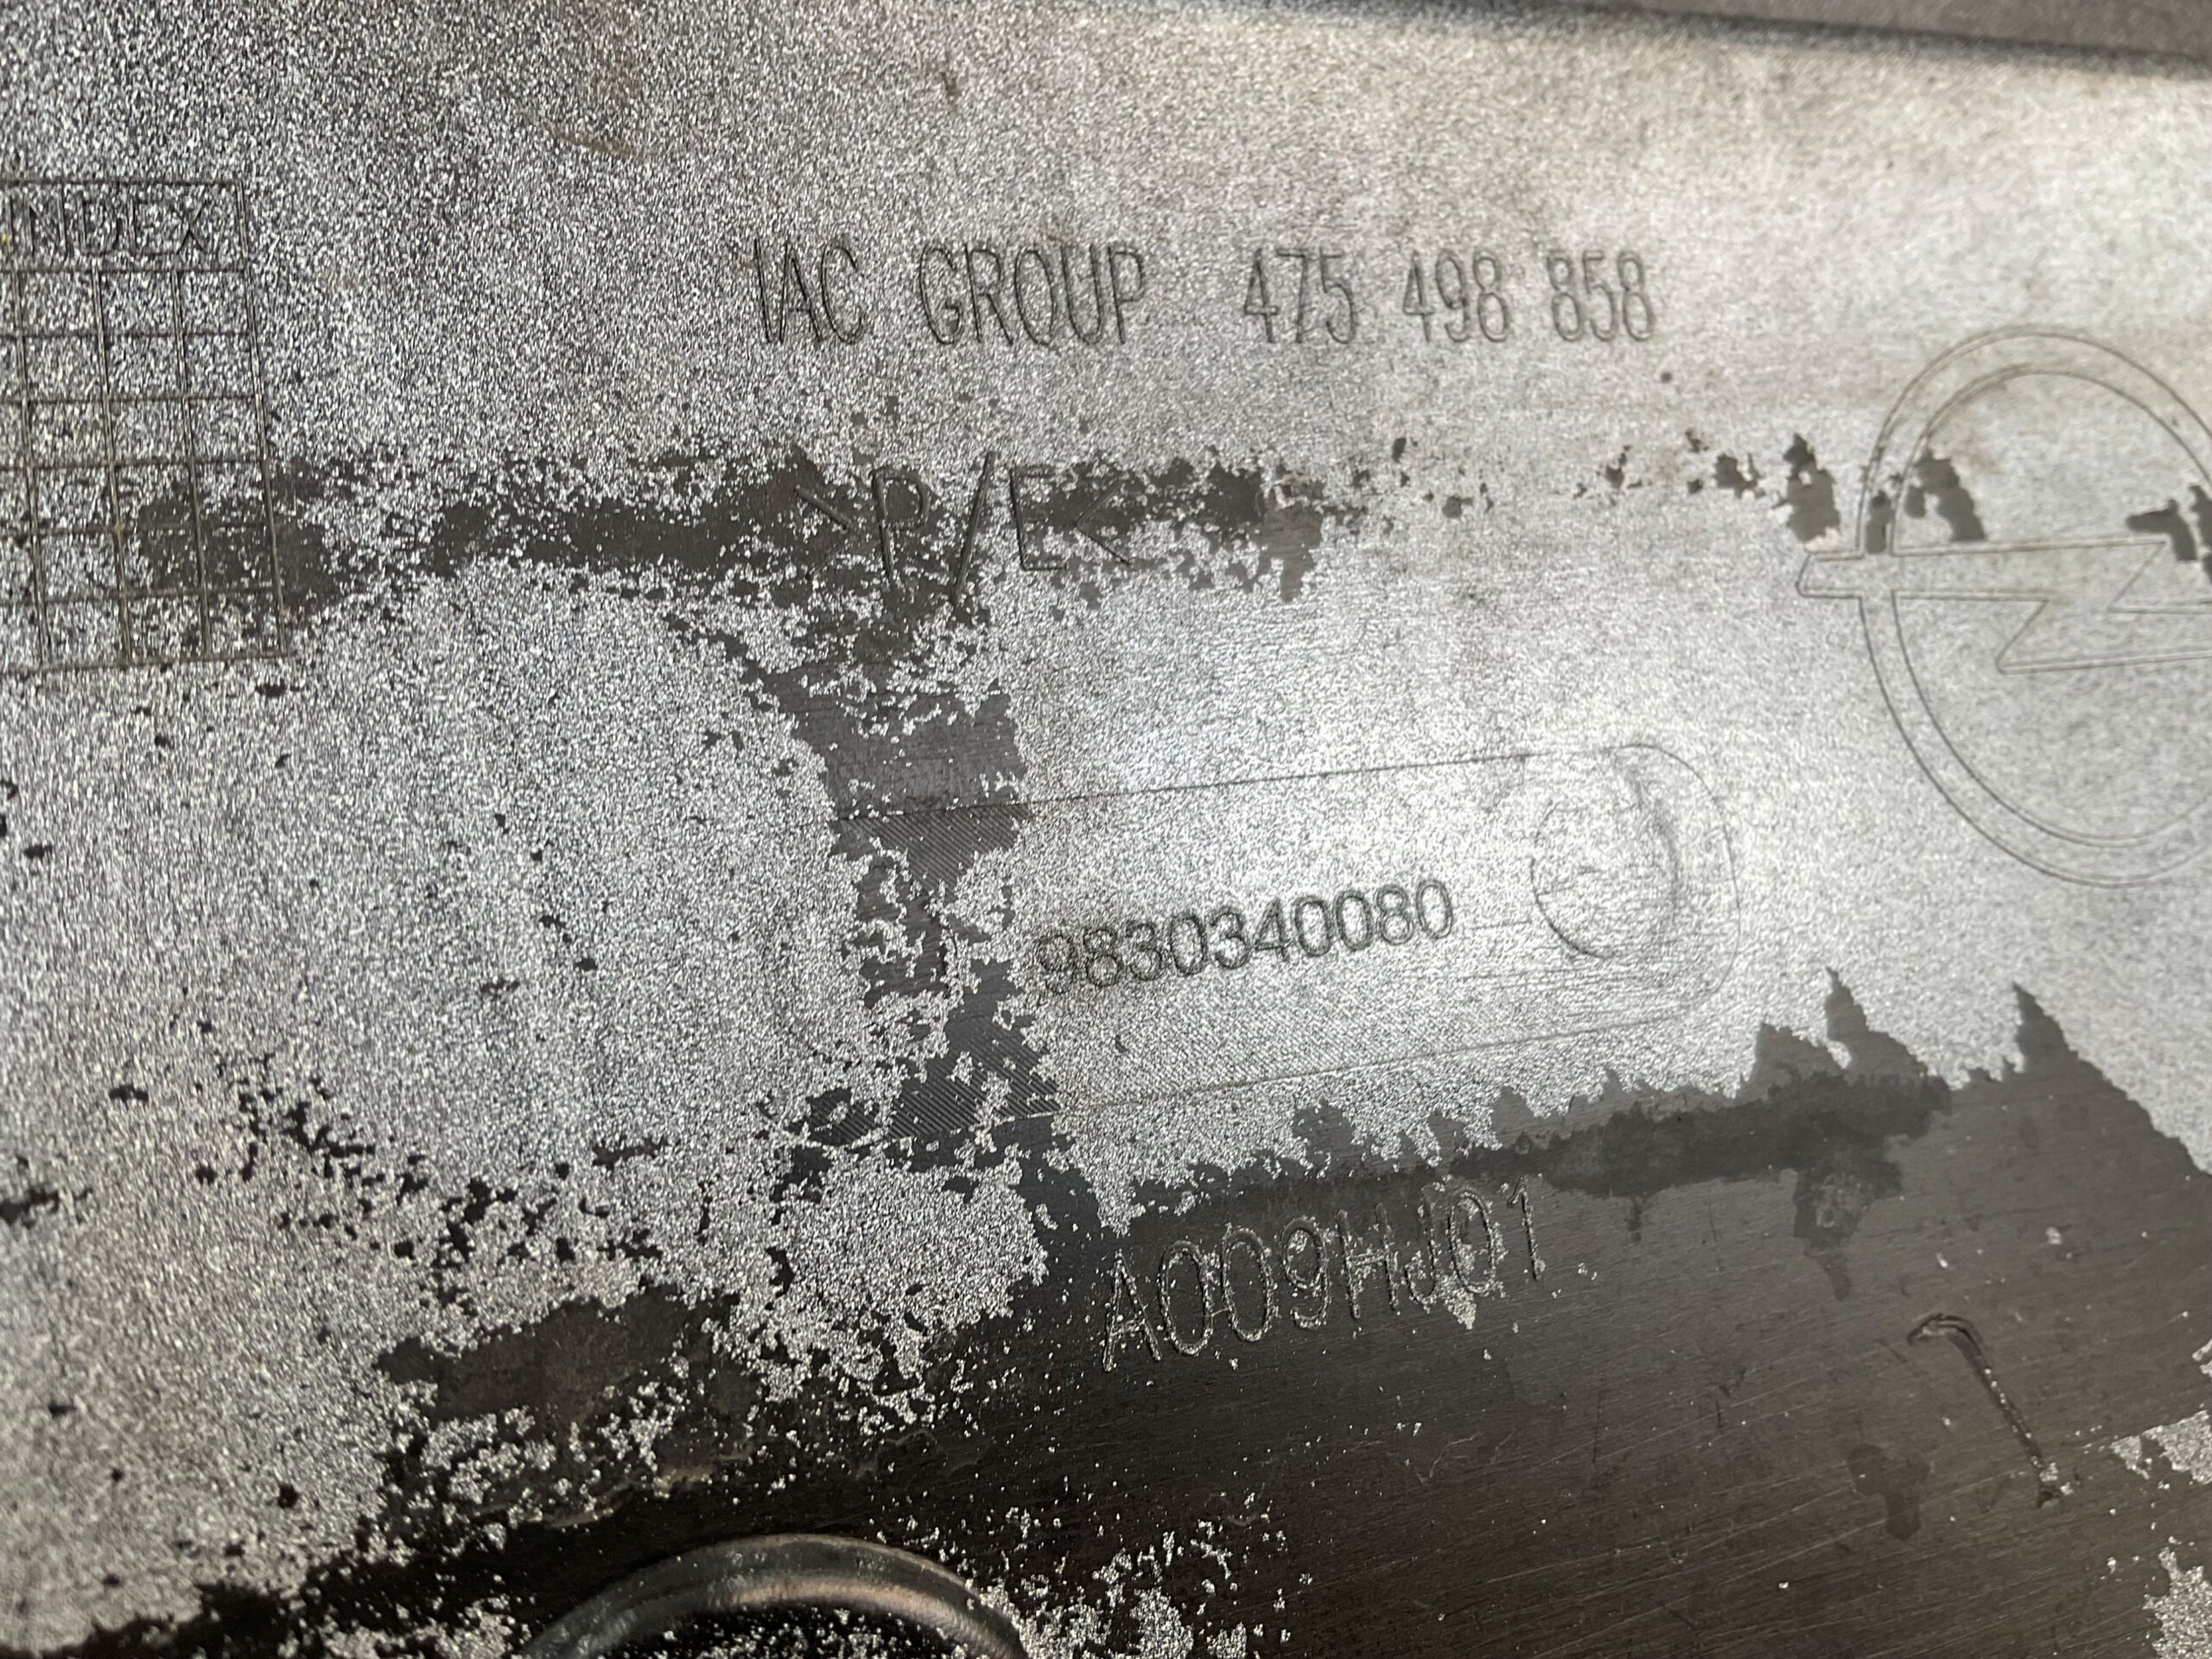 INDEX
IAC GROUP 475 498 858
>P/E<
9830340080
A009HJ01